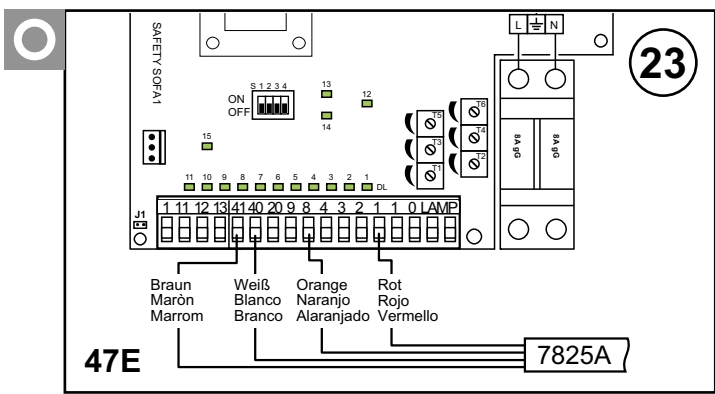 O
L N
23
SAFETY SOFA1
S 1 2 3 4
ON
OFF
13
12
14
15
T5
T6
T3
T4
T1
T2
8A gG
8A gG
11 10 9 8 7 6 5 4 3 2 1 DL
J1
1 11 12 13 41 40 20 9 8 4 3 2 1 1 0 LAMP
Braun
Maròn
Marrom
Weiß
Blanco
Branco
Orange
Naranjo
Alaranjado
Rot
Rojo
Vermello
47E
7825A